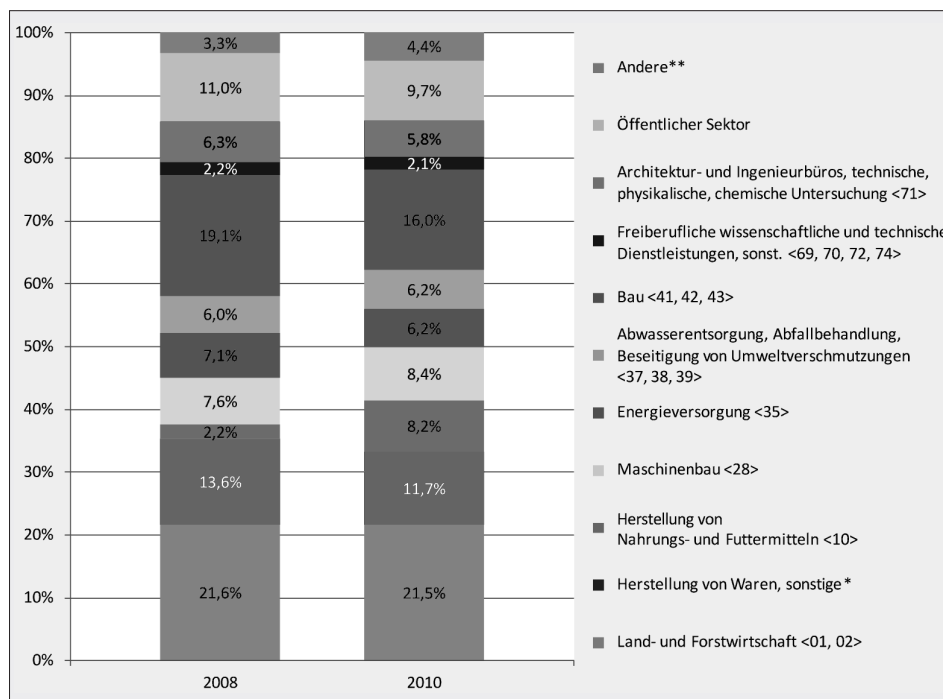 100%
90%
80%
70%
60%
50%
40%
30%
20%
10%
0%
3,3%
11,0%
6,3%
2,2%
19,1%
6,0%
7,1%
7,6%
2,2%
13,6%
21,6%
2008
4,4%
9,7%
5,8%
2,1%
16,0%
6,2%
6,2%
8,4%
8,2%
11,7%
21,5%
2010
Andere**
Öffentlicher Sektor
Architektur- und Ingenieurbüros, technische,
physikalische, chemische Untersuchung <71>
Freiberufliche wissenschaftliche und technische
Dienstleistungen, sonst. <69, 70, 72, 74>
Bau <41, 42, 43>
Abwasserentsorgung, Abfallbehandlung,
Beseitigung von Umweltverschmutzungen
<37, 38, 39>
Energieversorgung <35>
Maschinenbau <28>
Herstellung von
Nahrungs- und Futtermitteln <10>
Herstellung von Waren, sonstige*
Land- und Forstwirtschaft <01, 02>